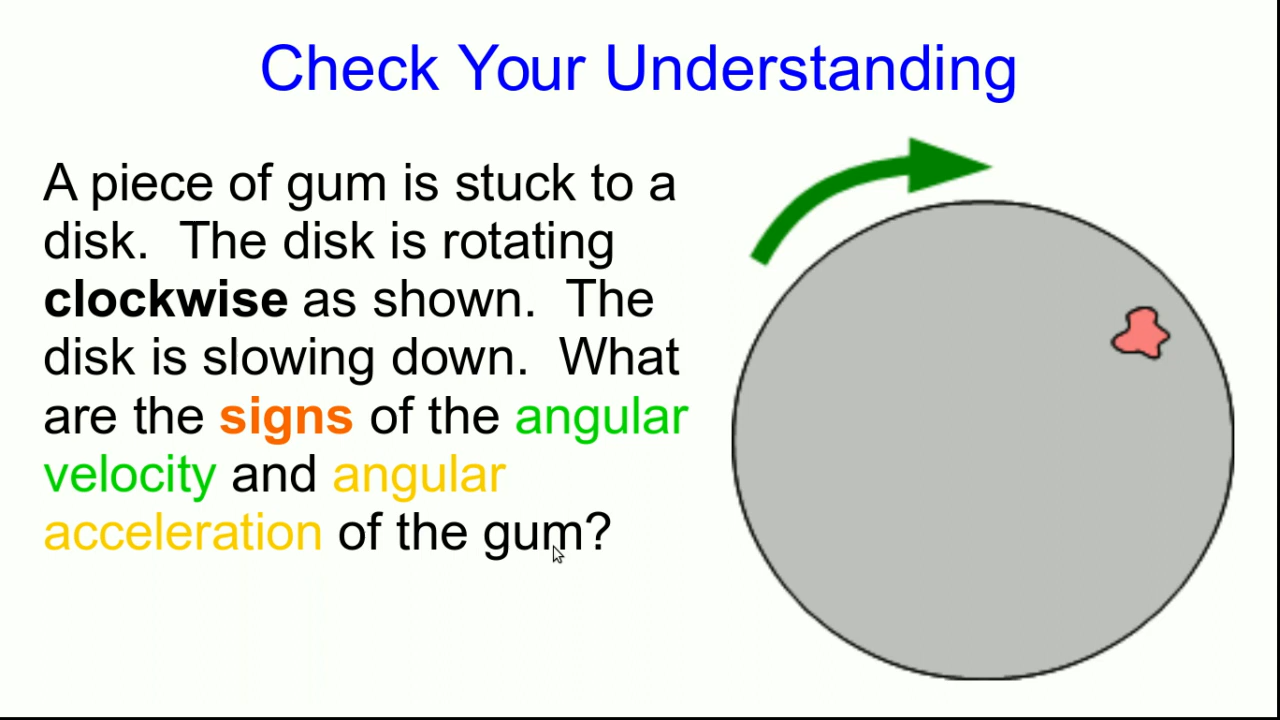 Check Your Understanding
A piece of gum is stuck to a
disk.  The disk is rotating
clockwise as shown.  The
disk is slowing down.  What
are the signs of the angular
velocity and angular
acceleration of the gum?